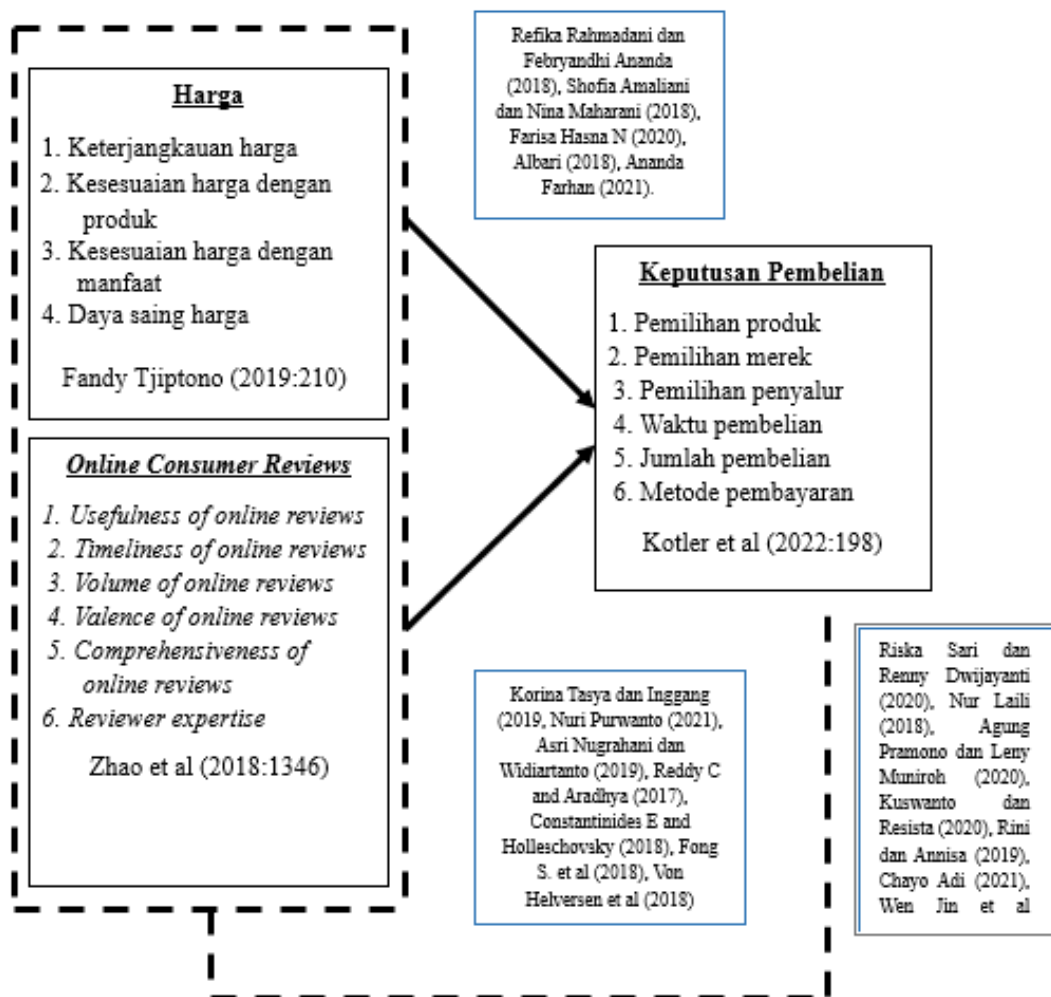 Harga
1. Keterjangkauan harga
2. Kesesuaian harga dengan
produk
3. Kesesuaian harga dengan
manfaat
4. Daya saing harga
Fandy Tjiptono (2019:210)
Online Consumer Reviews
1. Usefulness of online reviews
2. Timeliness of online reviews
3. Volume of online reviews
4. Valence of online reviews
5. Comprehensiveness of
online reviews
6. Reviewer expertise
Zhao et al (2018:1346)
Refika Rahmadani dan
Febryandhi Ananda
(2018), Shofia Amaliani
dan Nina Maharani (2018),
Farisa Hasna N (2020),
Albari (2018), Ananda
Farhan (2021).
Keputusan Pembelian
1. Pemilihan produk
2. Pemilihan merek
3. Pemilihan penyalur
4. Waktu pembelian
5. Jumlah pembelian
6. Metode pembayaran
Kotler et al (2022:198)
Korina Tasya dan Inggang
(2019, Nuri Purwanto (2021),
Asri Nugrahani dan
Widiartanto (2019), Reddy C
and Aradhya (2017),
Constantinides E and
Holleschovsky (2018), Fong
S. et al (2018), Von
Helversen et al (2018)
Riska Sari dan
Renny Dwijayanti
(2020), Nur Laili
(2018), Agung
Pramono dan Leny
Muniroh (2020),
Kuswanto dan
Resista (2020), Rini
dan Annisa (2019),
Chayo Adi (2021),
Wen Jin et al